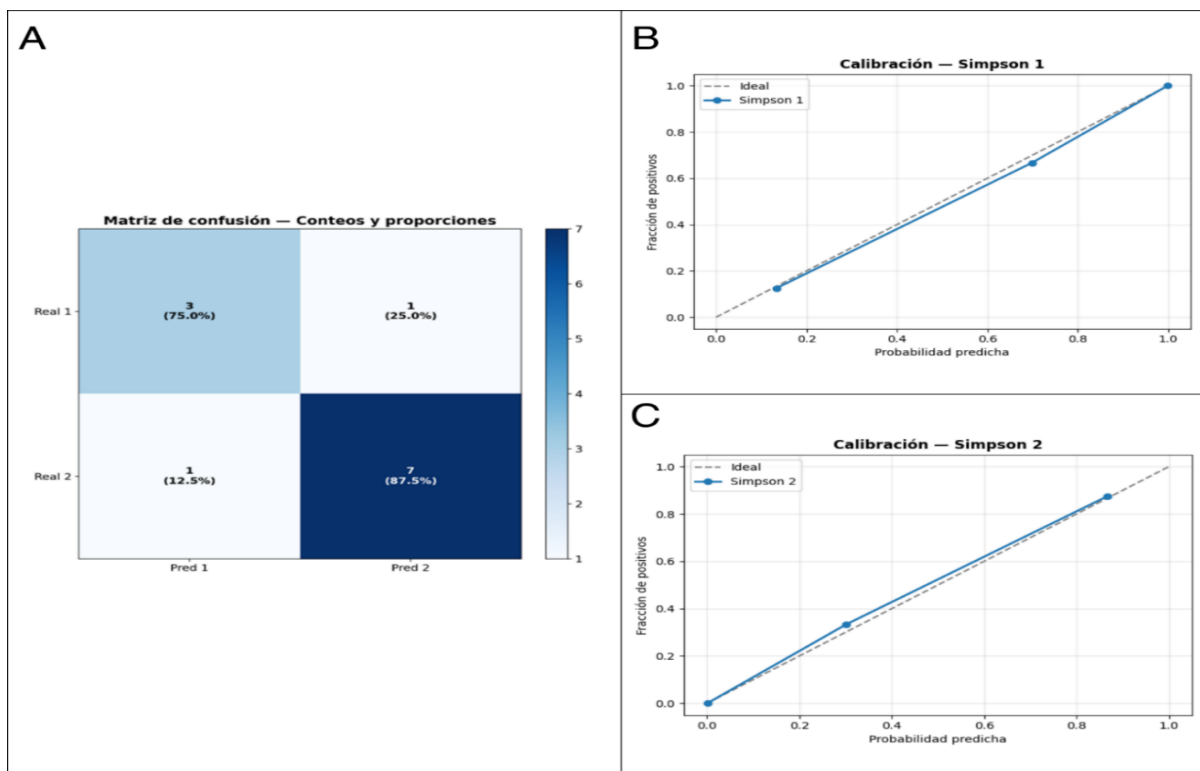 A
Matriz de confusión — Conteos y proporciones
Real 1
3
(75.0%)
1
(25.0%)
Real 2
1
(12.5%)
7
(87.5%)
Pred 1
Pred 2
7
6
5
4
3
2
1
B
Calibración — Simpson 1
Ideal
Simpson 1
Fracción de positivos
1.0
0.8
0.6
0.4
0.2
0.0
0.0
0.2
0.4
0.6
0.8
1.0
Probabilidad predicha
C
Calibración — Simpson 2
Ideal
Simpson 2
Fracción de positivos
1.0
0.8
0.6
0.4
0.2
0.0
0.0
0.2
0.4
0.6
0.8
1.0
Probabilidad predicha